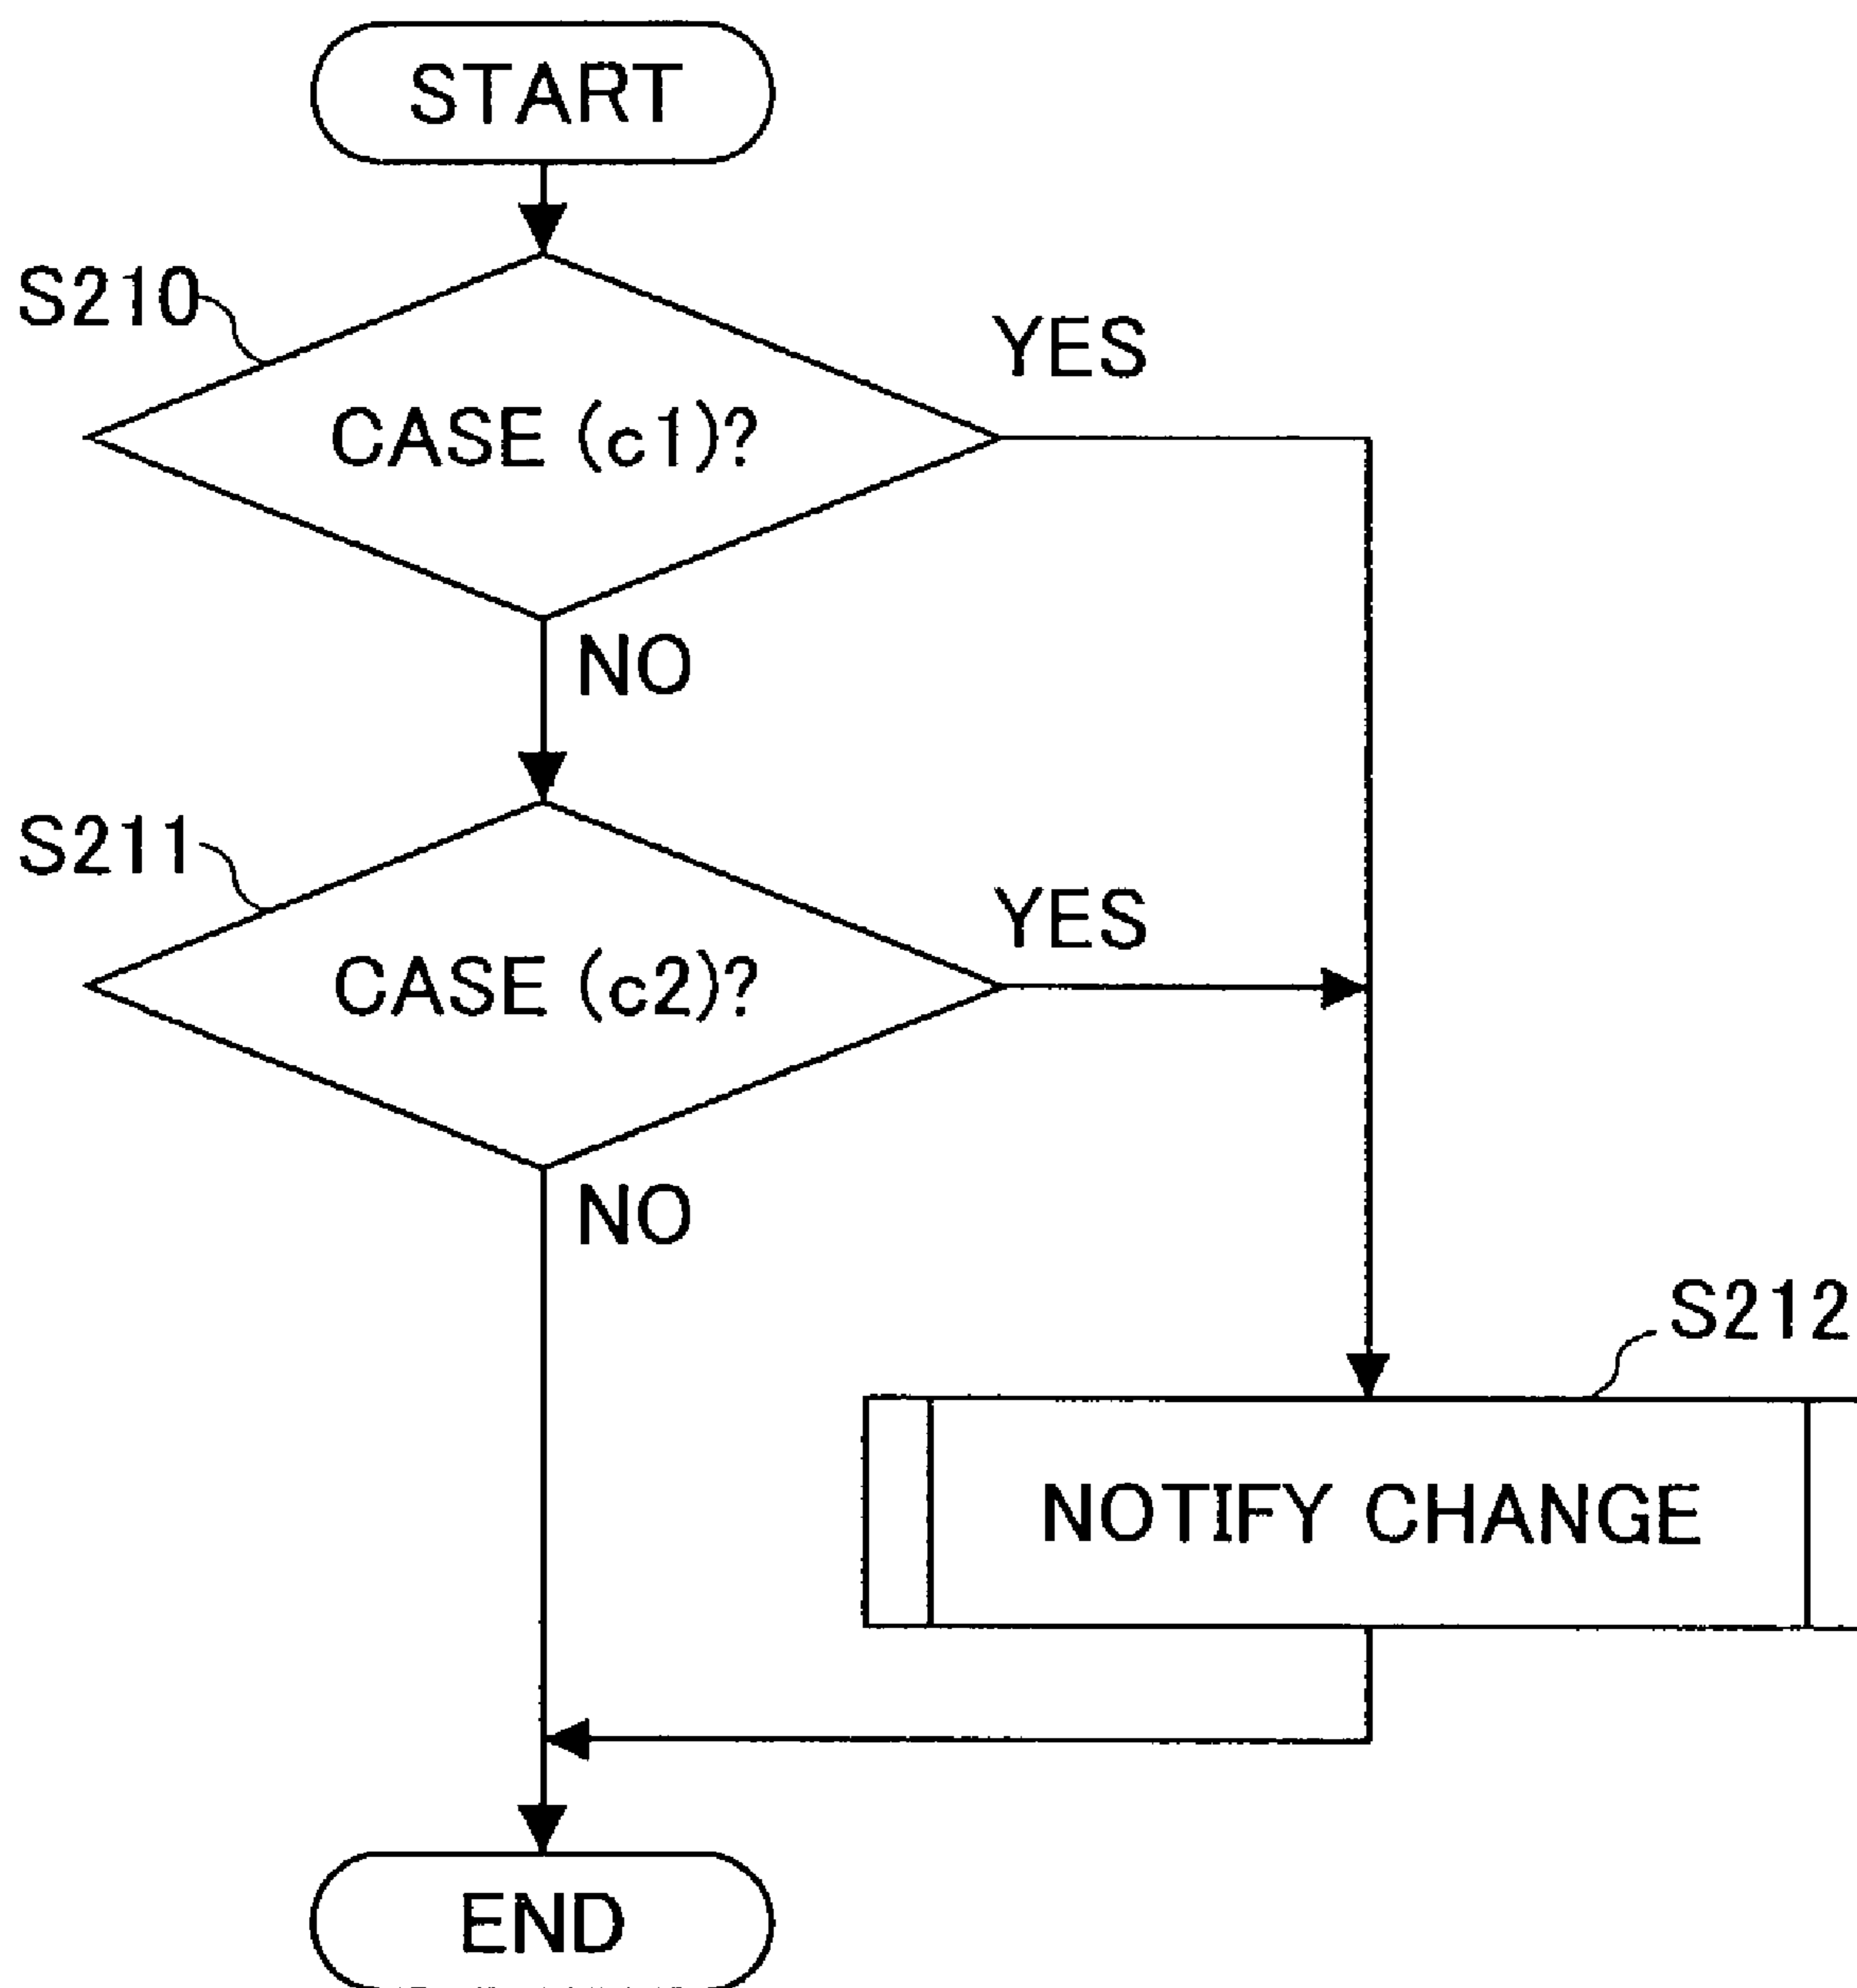 START
S210
YES
CASE (c1)?
NO
S211
YES
CASE (c2)?
NO
S212
NOTIFY CHANGE
END